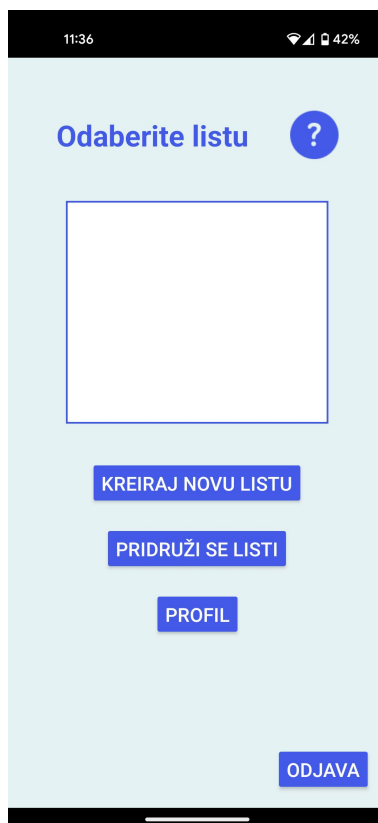 11:36 42%
Odaberite listu ?
KREIRAJ NOVU LISTU
PRIDRUŽI SE LISTI
PROFIL
ODJAVA